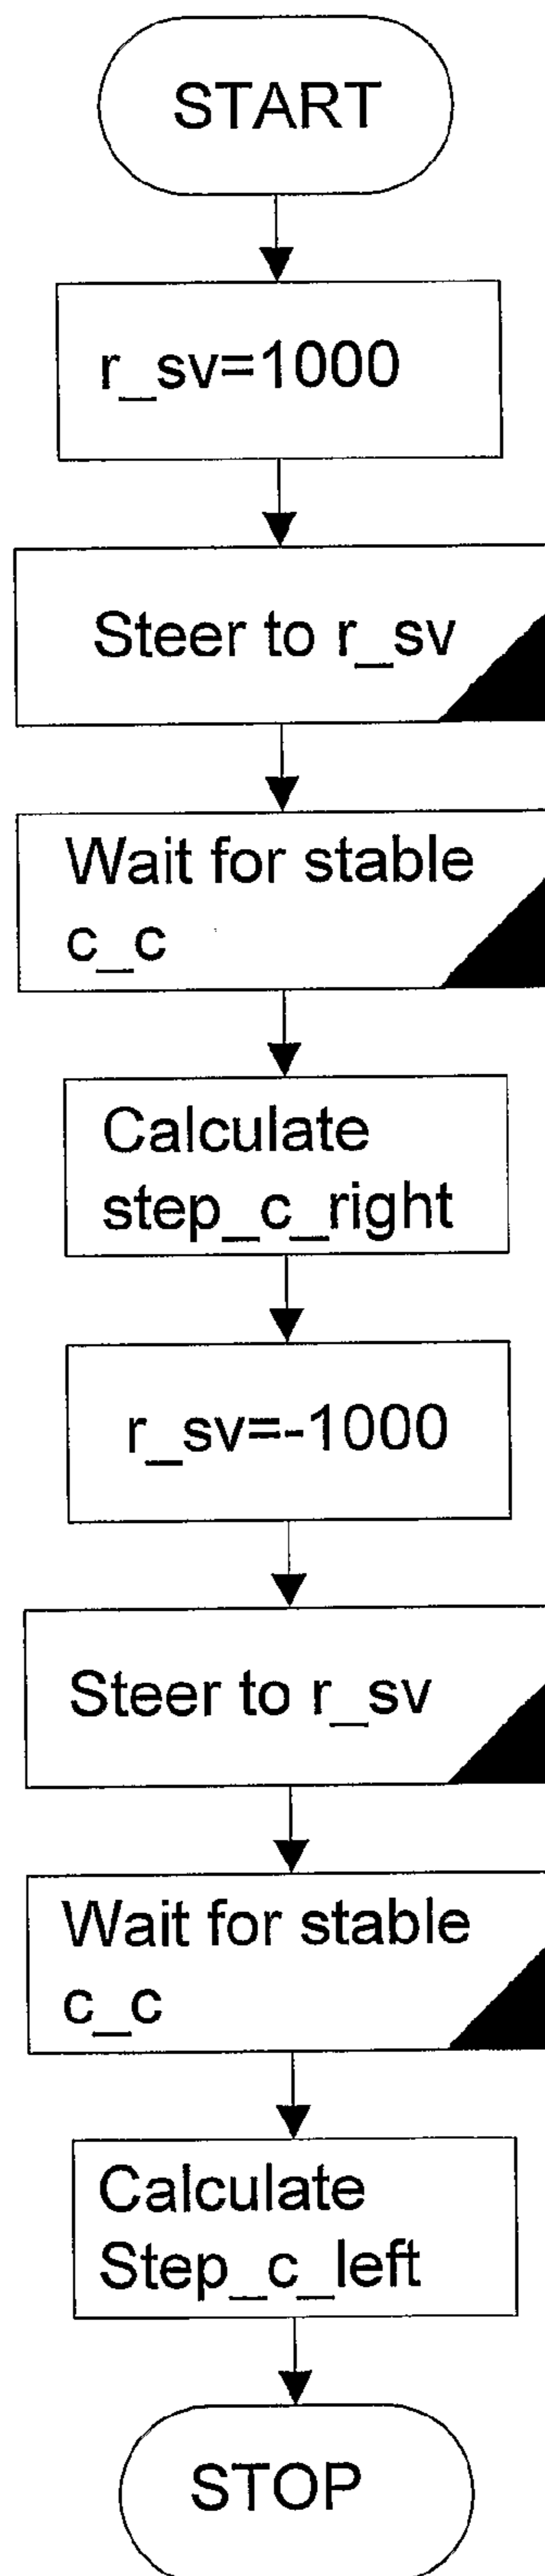 START
r_sv=1000
Steer to r_sv
Wait for stable
c_c
Calculate
step_c_right
r_sv=-1000
Steer to r_sv
Wait for stable
c_c
Calculate
Step_c_left
STOP